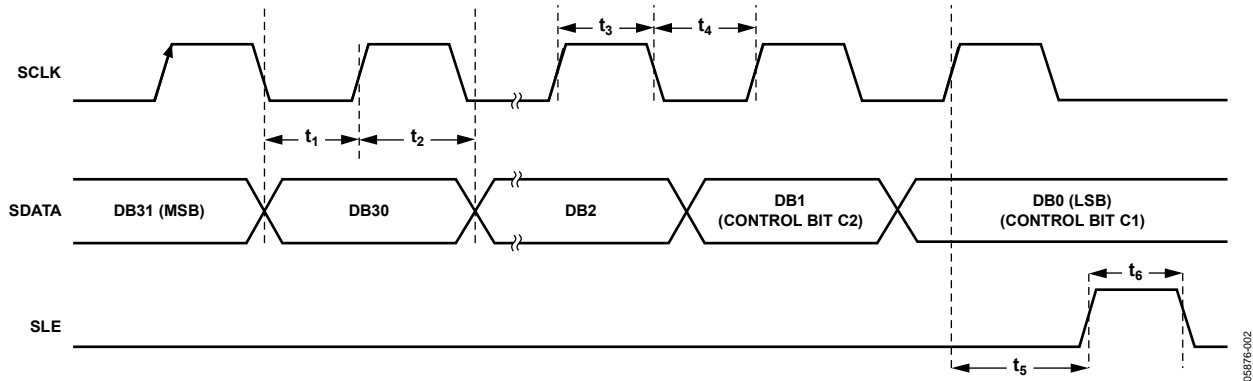 t3
t4
SCLK
t1
t2
SDATA
DB31 (MSB)
DB30
DB2
DB1
(CONTROL BIT C2)
DB0 (LSB)
(CONTROL BIT C1)
t6
SLE
t5
05876-002